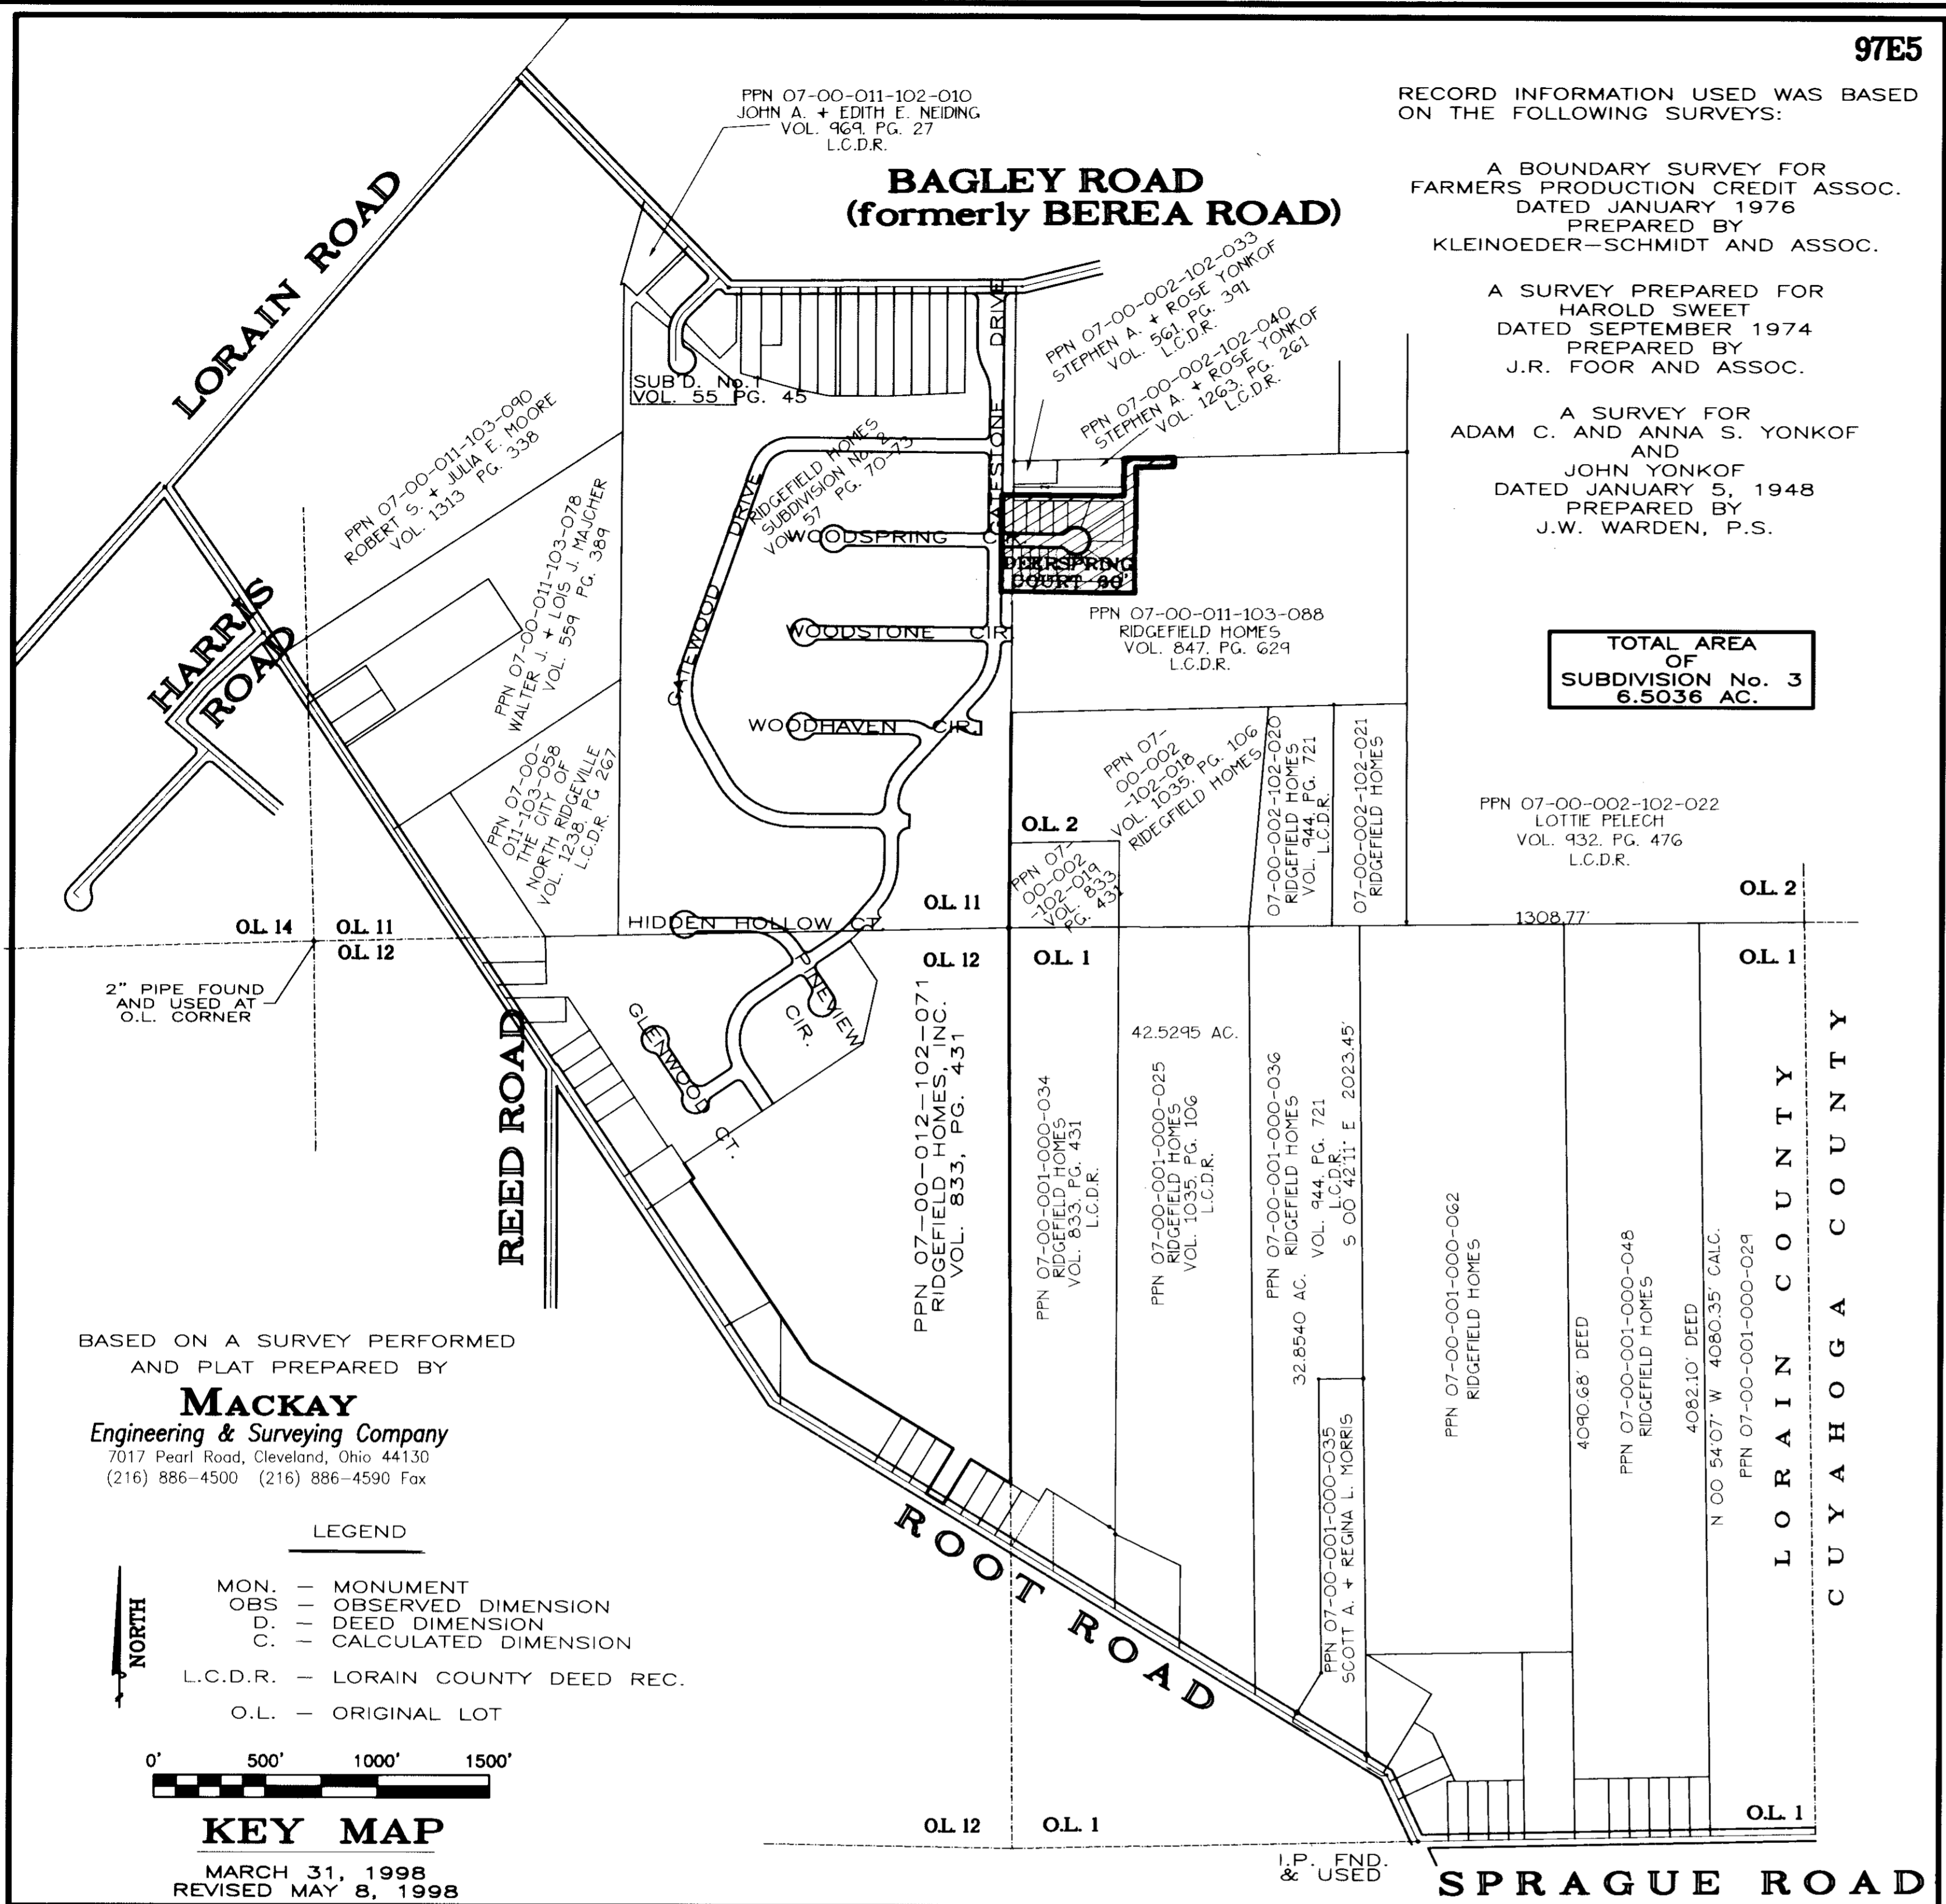 97E5
RECORD INFORMATION USED WAS BASED
ON THE FOLLOWING SURVEYS:
A BOUNDARY SURVEY FOR
FARMERS PRODUCTION CREDIT ASSOC.
DATED JANUARY 1976
PREPARED BY
KLEINOEDER-SCHMIDT AND ASSOC.
A SURVEY PREPARED FOR
HAROLD SWEET
DATED SEPTEMBER 1974
PREPARED BY
J.R. FOOR AND ASSOC.
A SURVEY FOR
ADAM C. AND ANNA S. YONKOF
AND
JOHN YONKOF
DATED JANUARY 5, 1948
PREPARED BY
J.W. WARDEN, P.S.
TOTAL AREA
OF
SUBDIVISION No. 3
6.5036 AC.
PPN 07-00-011-102-010
JOHN A. + EDITH E. NEIDING
VOL. 969, PG. 27
L.C.D.R.
BAGLEY ROAD
(formerly BEREA ROAD)
LORAIN ROAD
PPN 07-00-002-102-033
STEPHEN A. + ROSE YONKOF
VOL. 561, PG. 391
L.C.D.R.
PPN 07-00-002-102-040
STEPHEN A. + ROSE YONKOF
VOL. 1263, PG. 261
L.C.D.R.
SUB'D. No.1
VOL. 55 PG. 45
GATESTONE DRIVE
RIDGEFIELD HOMES
SUBDIVISION No. 2
VOL. 57 PG. 70-73
PPN 07-00-011-103-090
ROBERT S. + JULIA E. MOORE
VOL. 1313 PG. 338
PPN 07-00-011-103-078
WALTER J. + LOIS J. MAJCHER
VOL. 559 PG. 389
GATEWOOD DRIVE
WOODSPRING CIR.
DEERSPRING
COURT 60'
WOODSTONE CIR.
PPN 07-00-011-103-088
RIDGEFIELD HOMES
VOL. 847, PG. 629
L.C.D.R.
HARRIS
ROAD
WOODHAVEN CIR.
PPN 07-00-
011-103-058
THE CITY OF
NORTH RIDGEVILLE
VOL. 1238, PG 267
L.C.D.R.
PPN 07-
00-002
-102-018
VOL. 1035, PG. 106
RIDEGFIELD HOMES
07-00-002-102-020
RIDGEFIELD HOMES
VOL. 944, PG. 721
L.C.D.R.
07-00-002-102-021
RIDGEFIELD HOMES
PPN 07-00-002-102-022
LOTTIE PELECH
VOL. 932, PG. 476
L.C.D.R.
O.L. 2
PPN 07-
00-002
-102-019
VOL. 833
PG. 431
O.L. 2
O.L. 11
1308.77'
O.L. 14
O.L. 11
HIDDEN HOLLOW CT.
O.L. 12
O.L. 12
O.L. 1
O.L. 1
2" PIPE FOUND
AND USED AT
O.L. CORNER
PINEVIEW
CIR.
GLENWOOD CT.
REED ROAD
PPN 07-00-012-102-071
RIDGEFIELD HOMES, INC.
VOL. 833, PG. 431
PPN 07-00-001-000-034
RIDGEFIELD HOMES
VOL. 833, PG. 431
L.C.D.R.
42.5295 AC.
PPN 07-00-001-000-025
RIDGEFIELD HOMES
VOL. 1035, PG. 106
L.C.D.R.
PPN 07-00-001-000-036
RIDGEFIELD HOMES
VOL. 944, PG. 721
L.C.D.R.
32.8540 AC.
S 00°42'11" E 2023.45'
PPN 07-00-001-000-035
SCOTT A. + REGINA L. MORRIS
PPN 07-00-001-000-062
RIDGEFIELD HOMES
4090.68' DEED
PPN 07-00-001-000-048
RIDGEFIELD HOMES
4082.10' DEED
N 00°54'07" W 4080.35' CALC.
PPN 07-00-001-000-029
LORAIN COUNTY
CUYAHOGA COUNTY
BASED ON A SURVEY PERFORMED
AND PLAT PREPARED BY
MACKAY
Engineering & Surveying Company
7017 Pearl Road, Cleveland, Ohio 44130
(216) 886-4500 (216) 886-4590 Fax
LEGEND
MON. - MONUMENT
OBS - OBSERVED DIMENSION
D. - DEED DIMENSION
C. - CALCULATED DIMENSION
L.C.D.R. - LORAIN COUNTY DEED REC.
O.L. - ORIGINAL LOT
NORTH
0' 500' 1000' 1500'
KEY MAP
MARCH 31, 1998
REVISED MAY 8, 1998
ROOT ROAD
O.L. 12
O.L. 1
O.L. 1
I.P. FND.
& USED
SPRAGUE ROAD